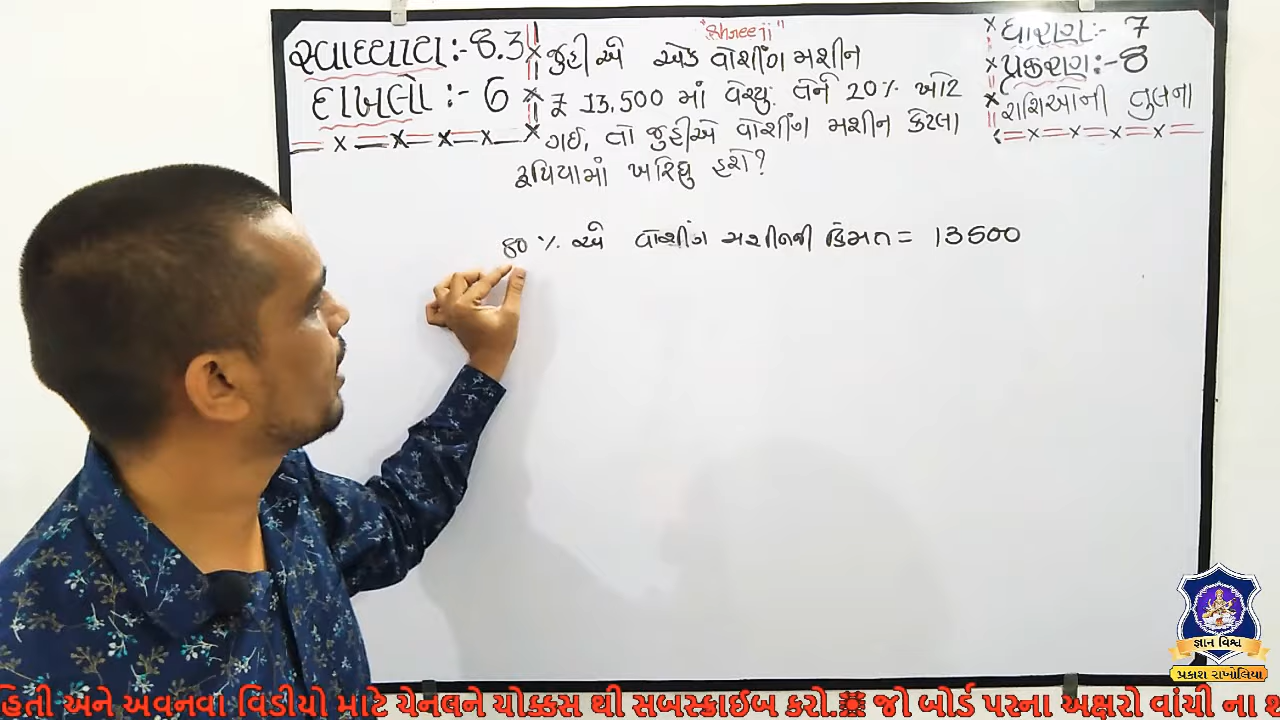 "Shreeji"
સ્વાધ્યાય:-8.3
દાખલો:-6
જુહી એ એક વોશીંગ મશીન
₹ 13,500 માં વેચ્યુ. તેને 20% ખોટ
ગઈ, તો જુહીએ વોશીંગ મશીન કેટલા
રૂપિયામાં ખરિધ્યુ હશે?
ધોરણ:- 7
પ્રકરણ:-8
રાશિઓની તુલના
80 % એ વોશીંગ મશીનની કિંમત = 13500
જ્ઞાન વિશ્વ
પ્રકાશ રાખોલિયા
હિતી અને અવનવા વિડીયો માટે ચેનલને ચોક્કસ થી સબસ્ક્રાઈબ કરો. જો બોર્ડ પરના અક્ષરો વાંચી ના શ